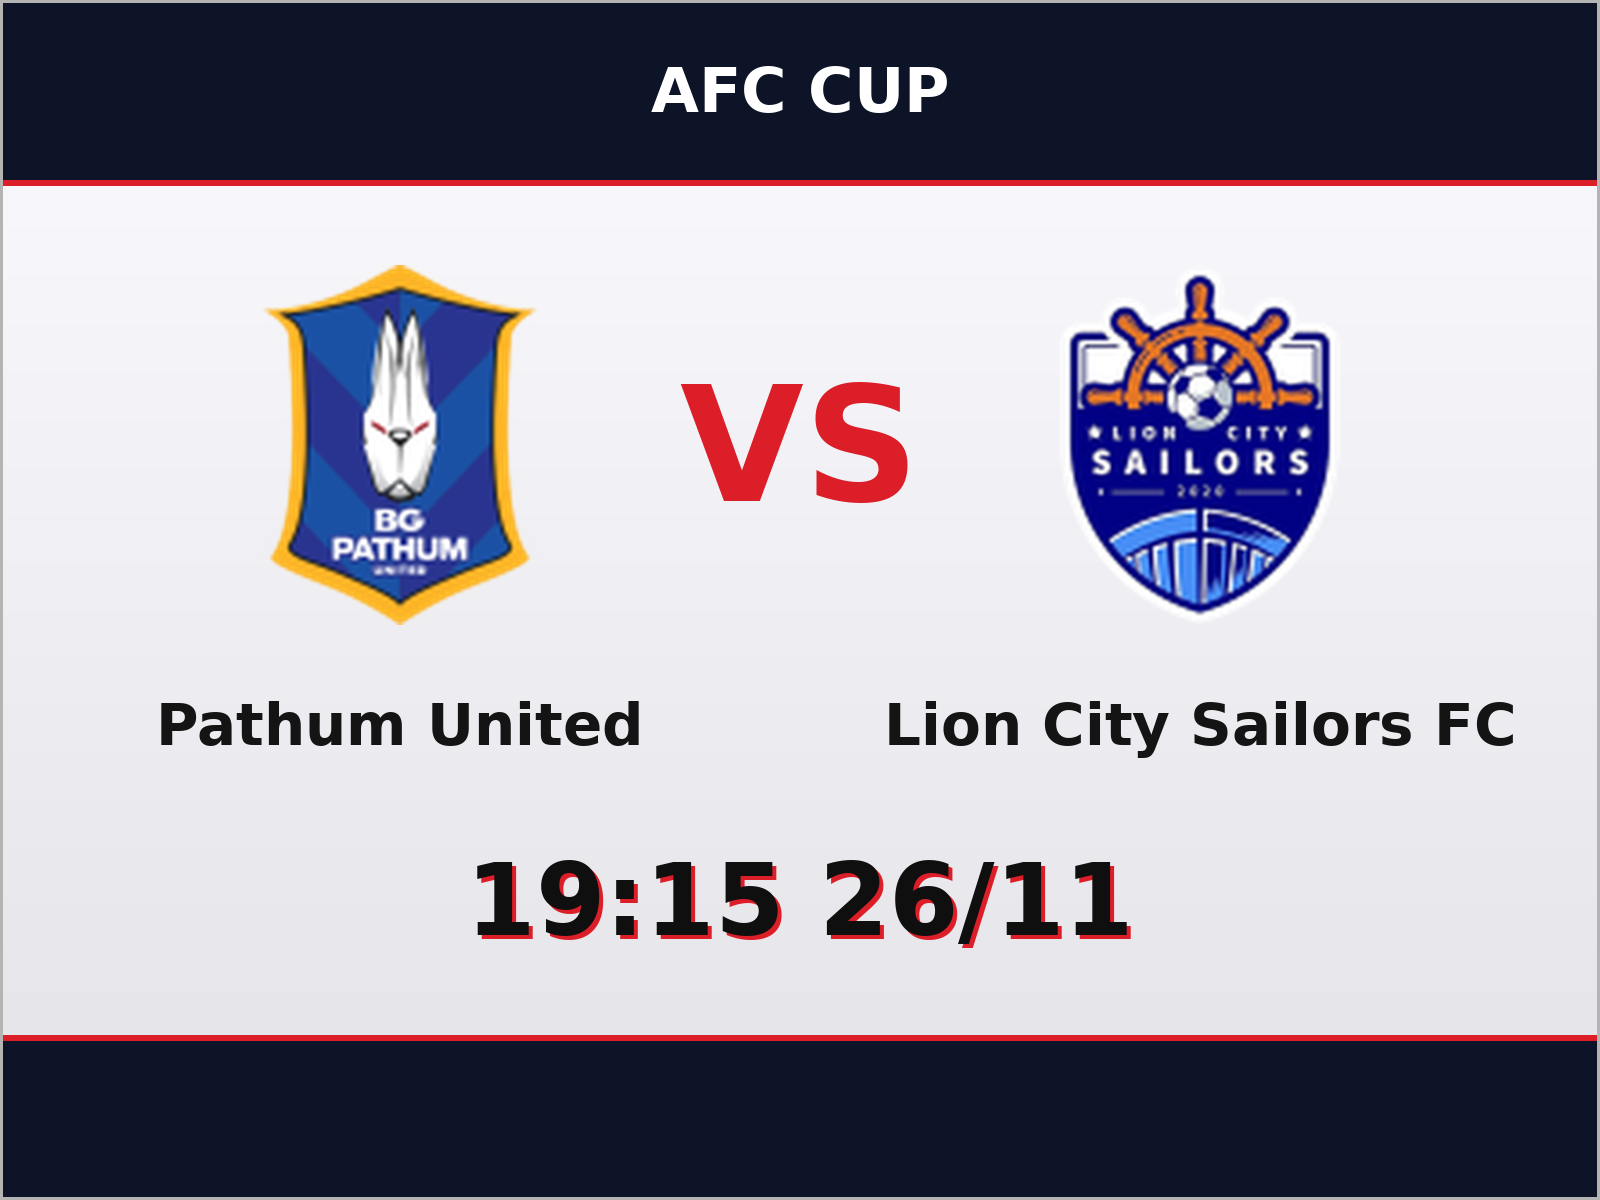 AFC CUP
VS
BG
PATHUM
UNITED
LION CITY
SAILORS
2020
Pathum United
Lion City Sailors FC
19:15 26/11